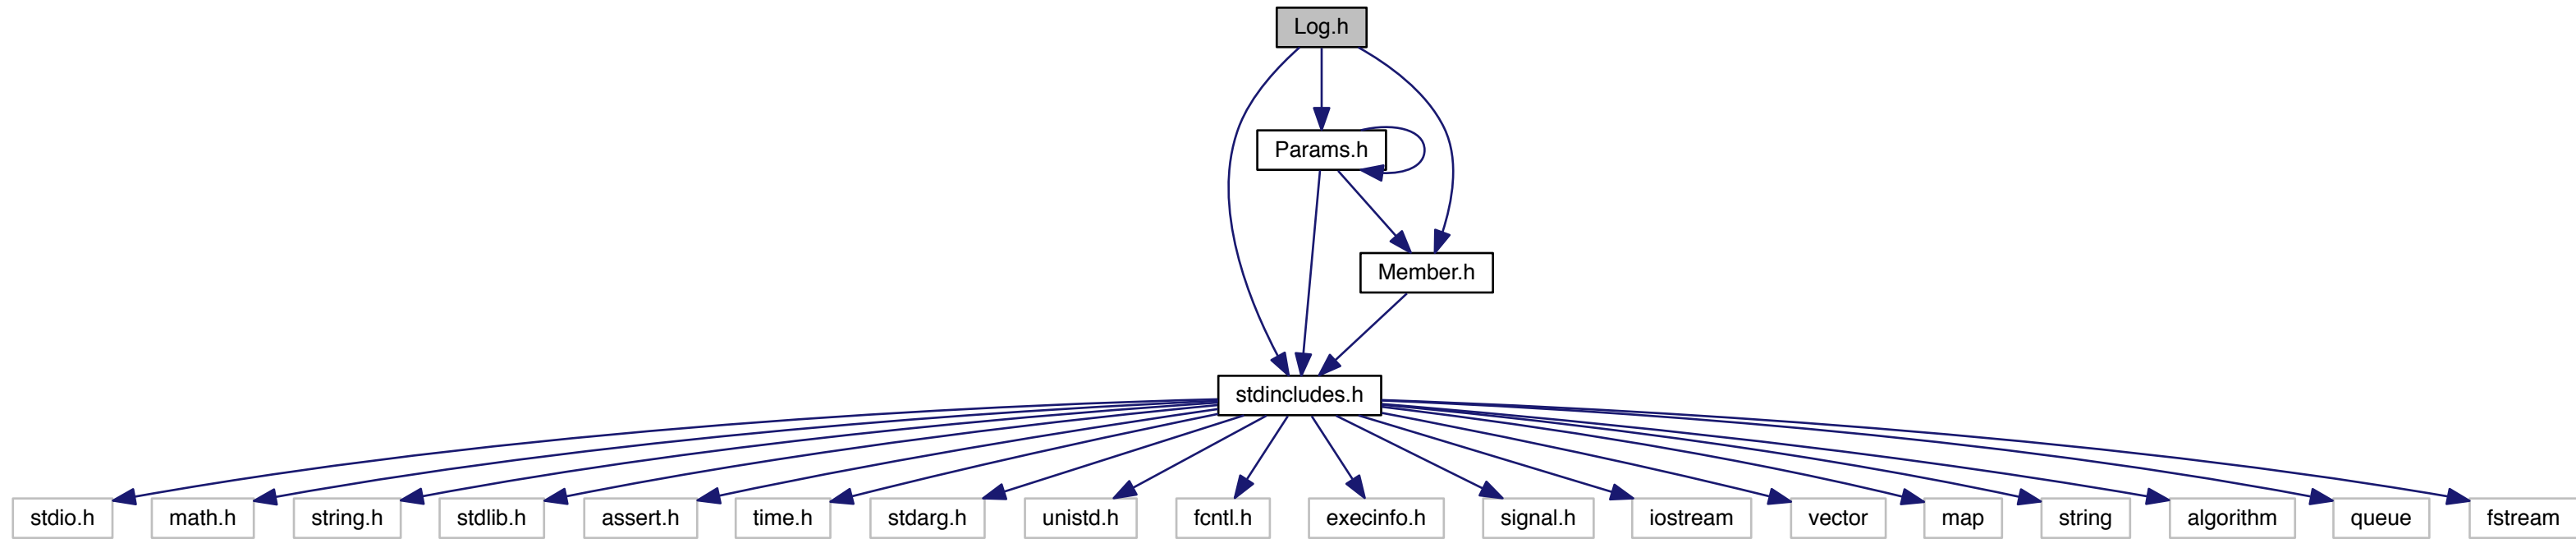 Log.h
Params.h
Member.h
stdincludes.h
stdio.h
math.h
string.h
stdlib.h
assert.h
time.h
stdarg.h
unistd.h
fcntl.h
execinfo.h
signal.h
iostream
vector
map
string
algorithm
queue
fstream